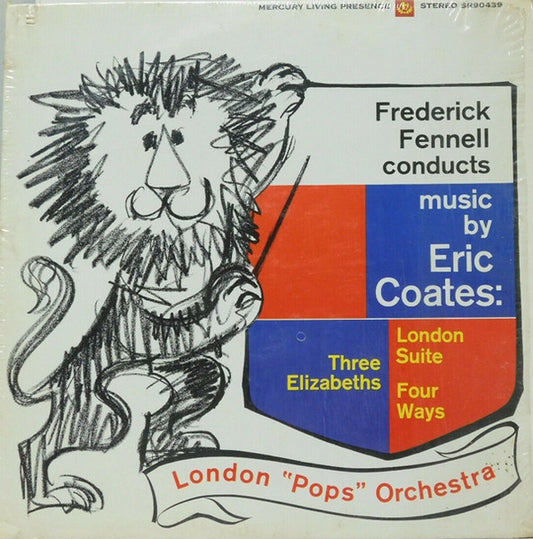 MERCURY LIVING PRESENCE STEREO SR90439
Frederick
Fennell
conducts
music
by
Eric
Coates:
Three
Elizabeths
London
Suite
Four
Ways
London "Pops" Orchestra